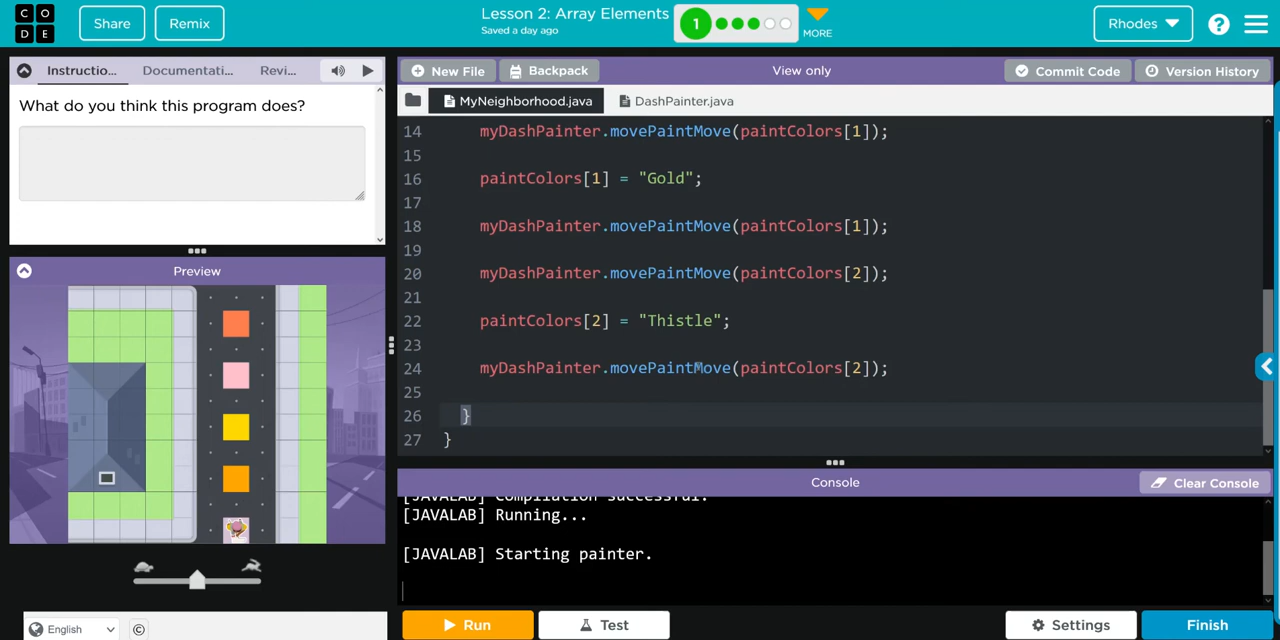 CODE
Share
Remix
Lesson 2: Array Elements
Saved a day ago
1
MORE
Rhodes
?
Instructio...
Documentati...
Revi...
New File
Backpack
View only
Commit Code
Version History
What do you think this program does?
MyNeighborhood.java
DashPainter.java
14 myDashPainter.movePaintMove(paintColors[1]);
15
16 paintColors[1] = "Gold";
17
18 myDashPainter.movePaintMove(paintColors[1]);
19
20 myDashPainter.movePaintMove(paintColors[2]);
21
22 paintColors[2] = "Thistle";
23
24 myDashPainter.movePaintMove(paintColors[2]);
25
26 }
27 }
Preview
Console
Clear Console
[JAVALAB] Compilation successful.
[JAVALAB] Running...
[JAVALAB] Starting painter.
English
©
Run
Test
Settings
Finish